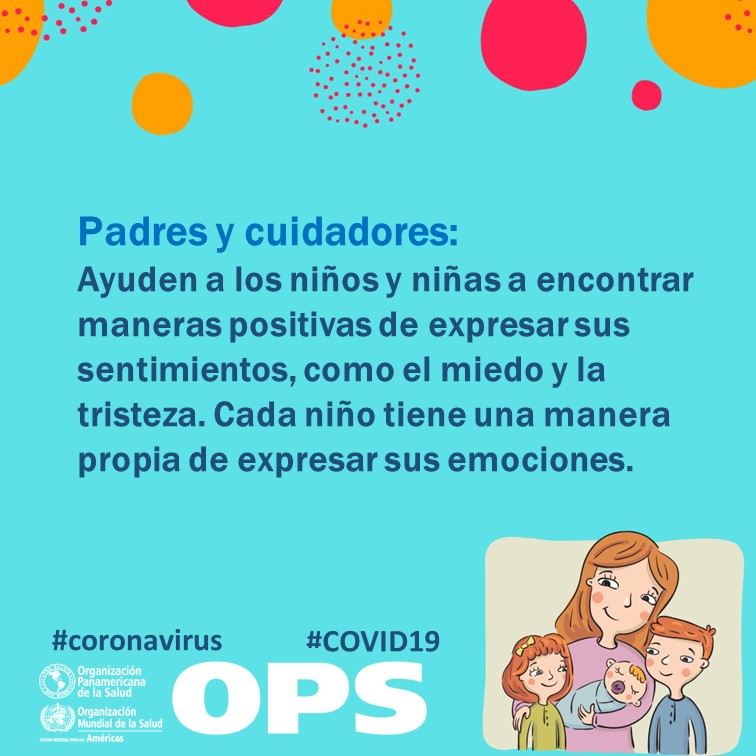 Padres y cuidadores:
Ayuden a los niños y niñas a encontrar
maneras positivas de expresar sus
sentimientos, como el miedo y la
tristeza. Cada niño tiene una manera
propia de expresar sus emociones.
#coronavirus
#COVID19
Organización
Panamericana
de la Salud
Organización
Mundial de la Salud
OFICINA REGIONAL PARA LAS Américas
OPS